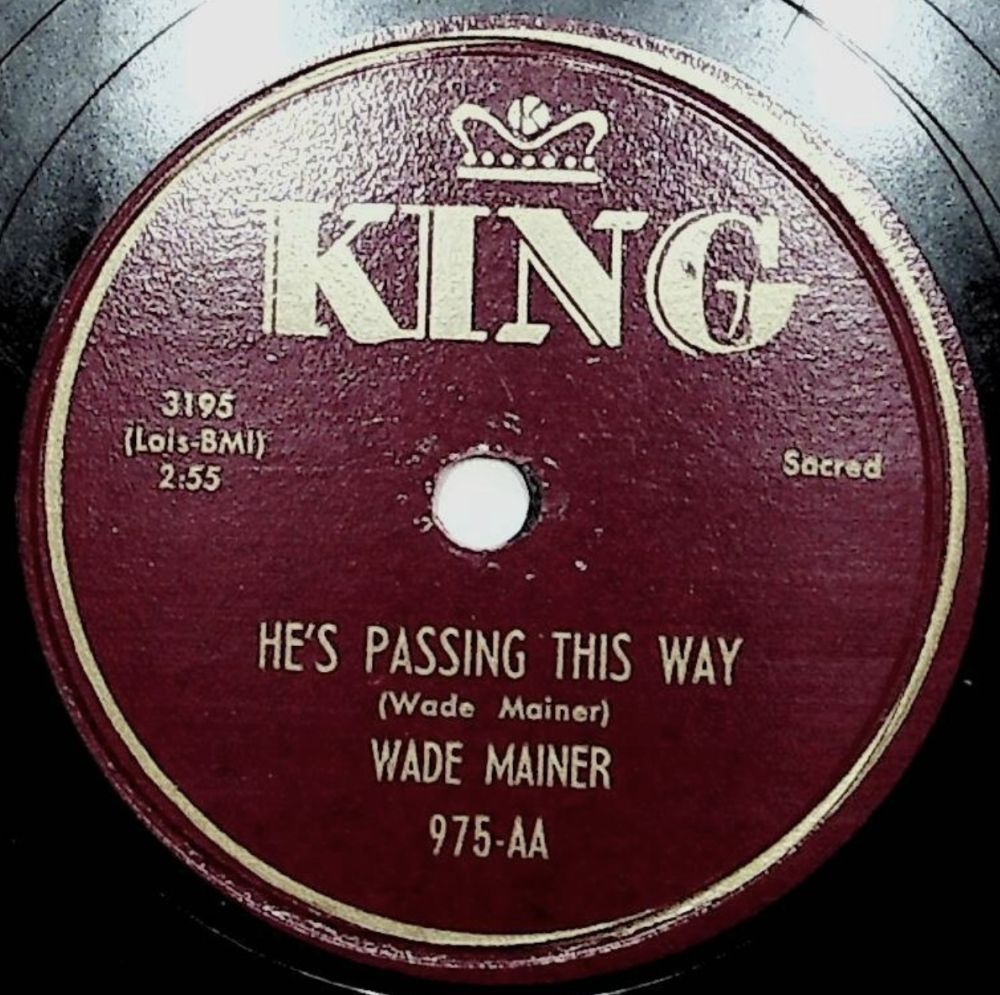 K
KING
3195
(Lois-BMI)
2:55
Sacred
HE'S PASSING THIS WAY
(Wade Mainer)
WADE MAINER
975-AA